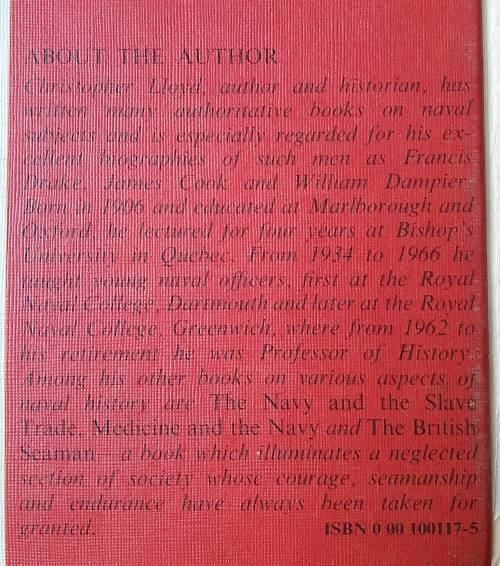 ABOUT THE AUTHOR
Christopher Lloyd, author and historian, has
written many authoritative books on naval
subjects and is especially regarded for his ex-
cellent biographies of such men as Francis
Drake, James Cook and William Dampier.
Born in 1906 and educated at Marlborough and
Oxford, he lectured for four years at Bishop's
University in Quebec. From 1934 to 1966 he
taught young naval officers, first at the Royal
Naval College, Dartmouth and later at the Royal
Naval College, Greenwich, where from 1962 to
his retirement he was Professor of History.
Among his other books on various aspects of
naval history are The Navy and the Slave
Trade, Medicine and the Navy and The British
Seaman – a book which illuminates a neglected
section of society whose courage, seamanship
and endurance have always been taken for
granted. ISBN 0 00 100117-5